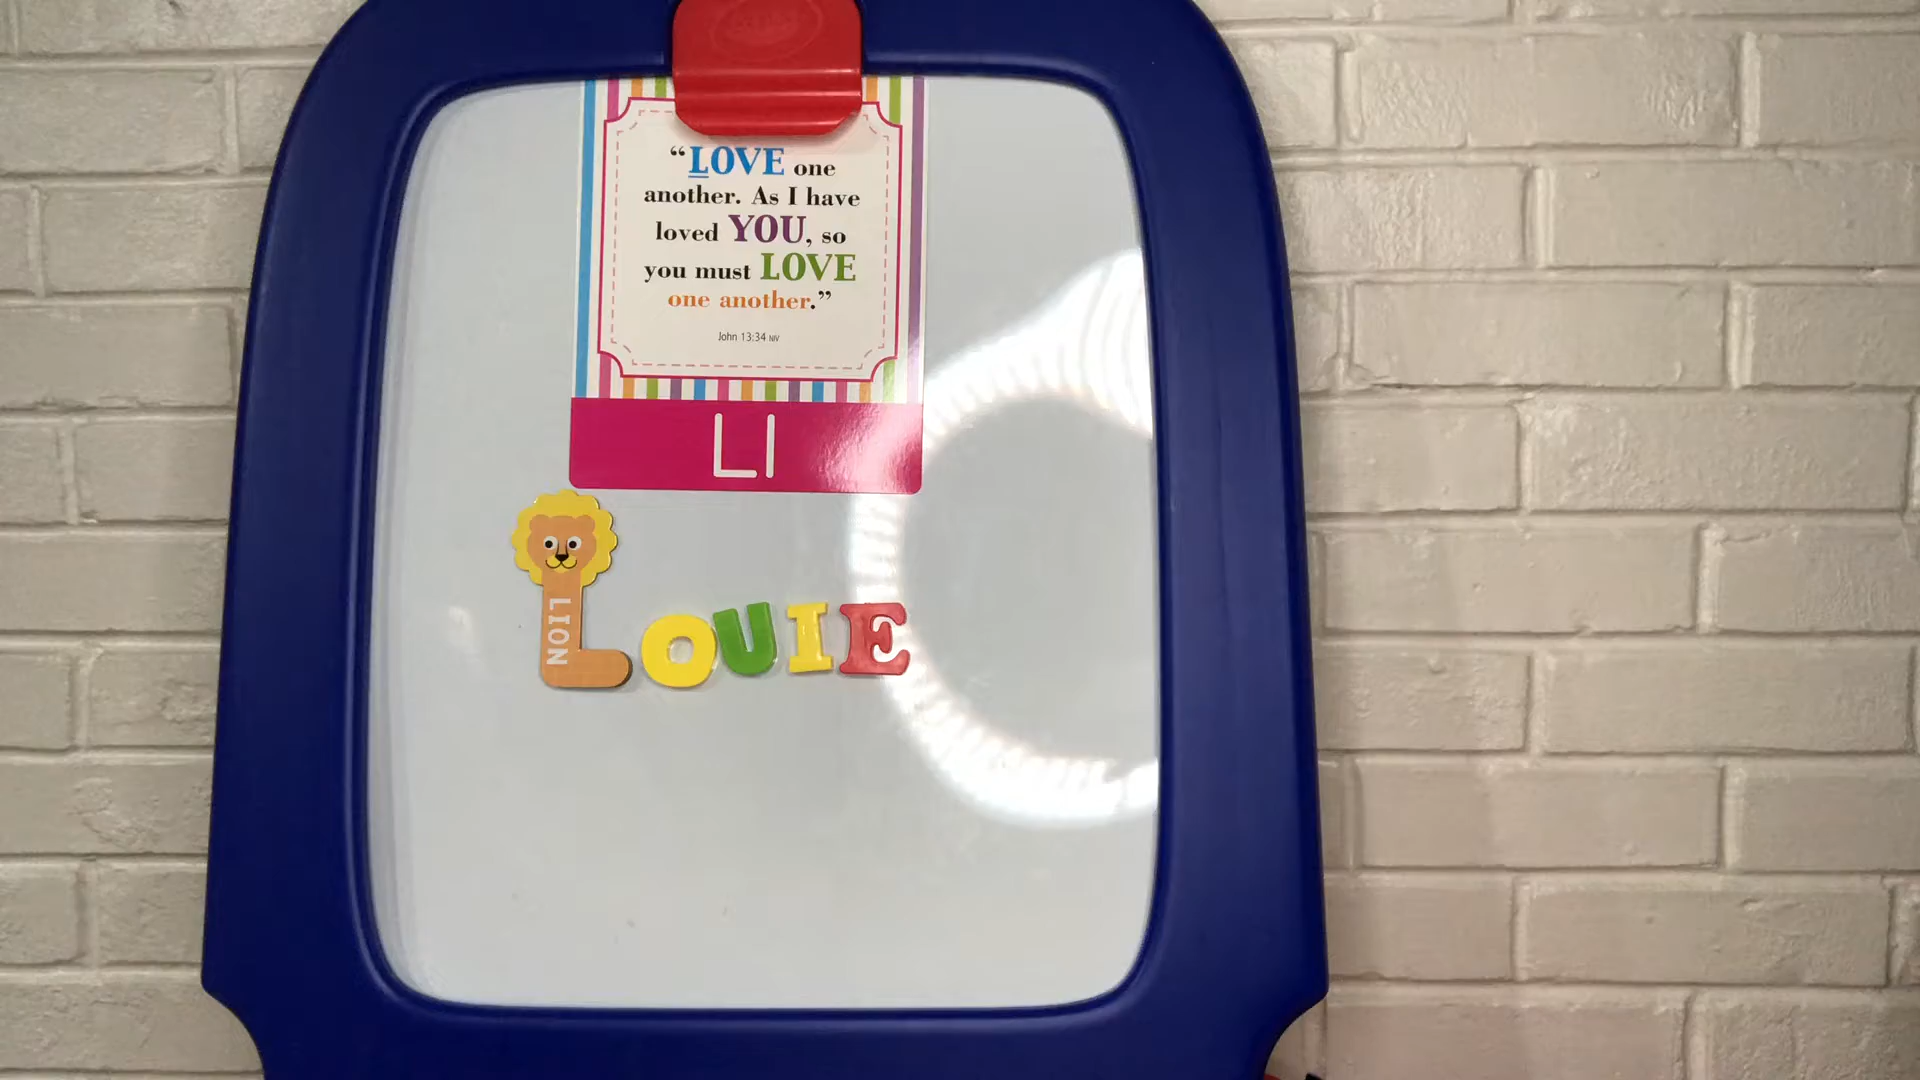 “LOVE one
another. As I have
loved YOU, so
you must LOVE
one another.”
John 13:34 NIV
Ll
LION
LOUIE